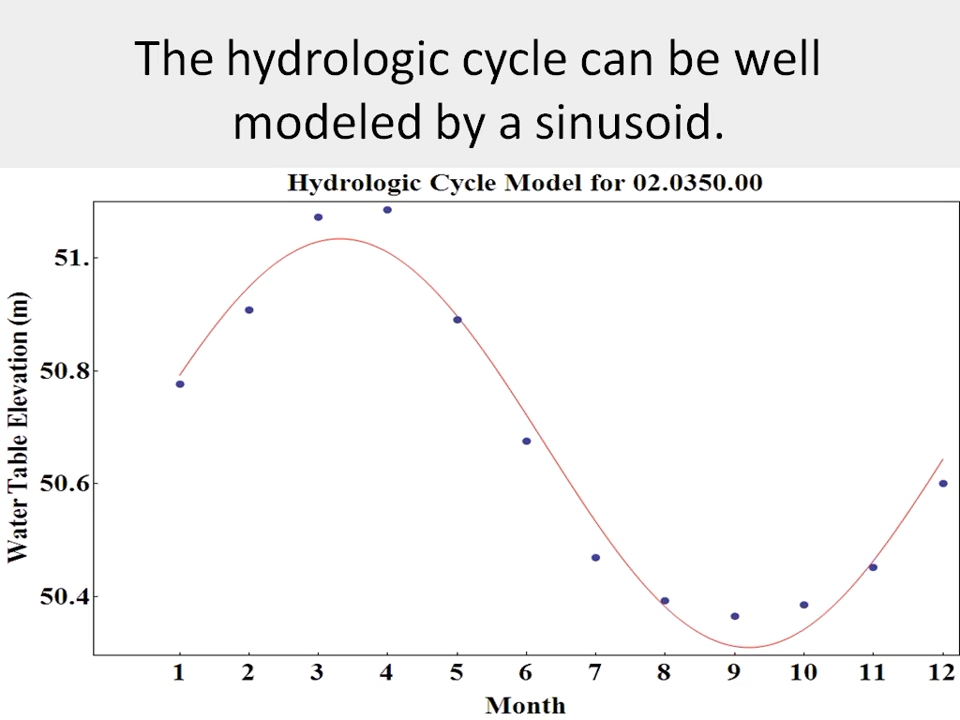 The hydrologic cycle can be well
modeled by a sinusoid.
Hydrologic Cycle Model for 02.0350.00
Water Table Elevation (m)
51.
50.8
50.6
50.4
1 2 3 4 5 6 7 8 9 10 11 12
Month